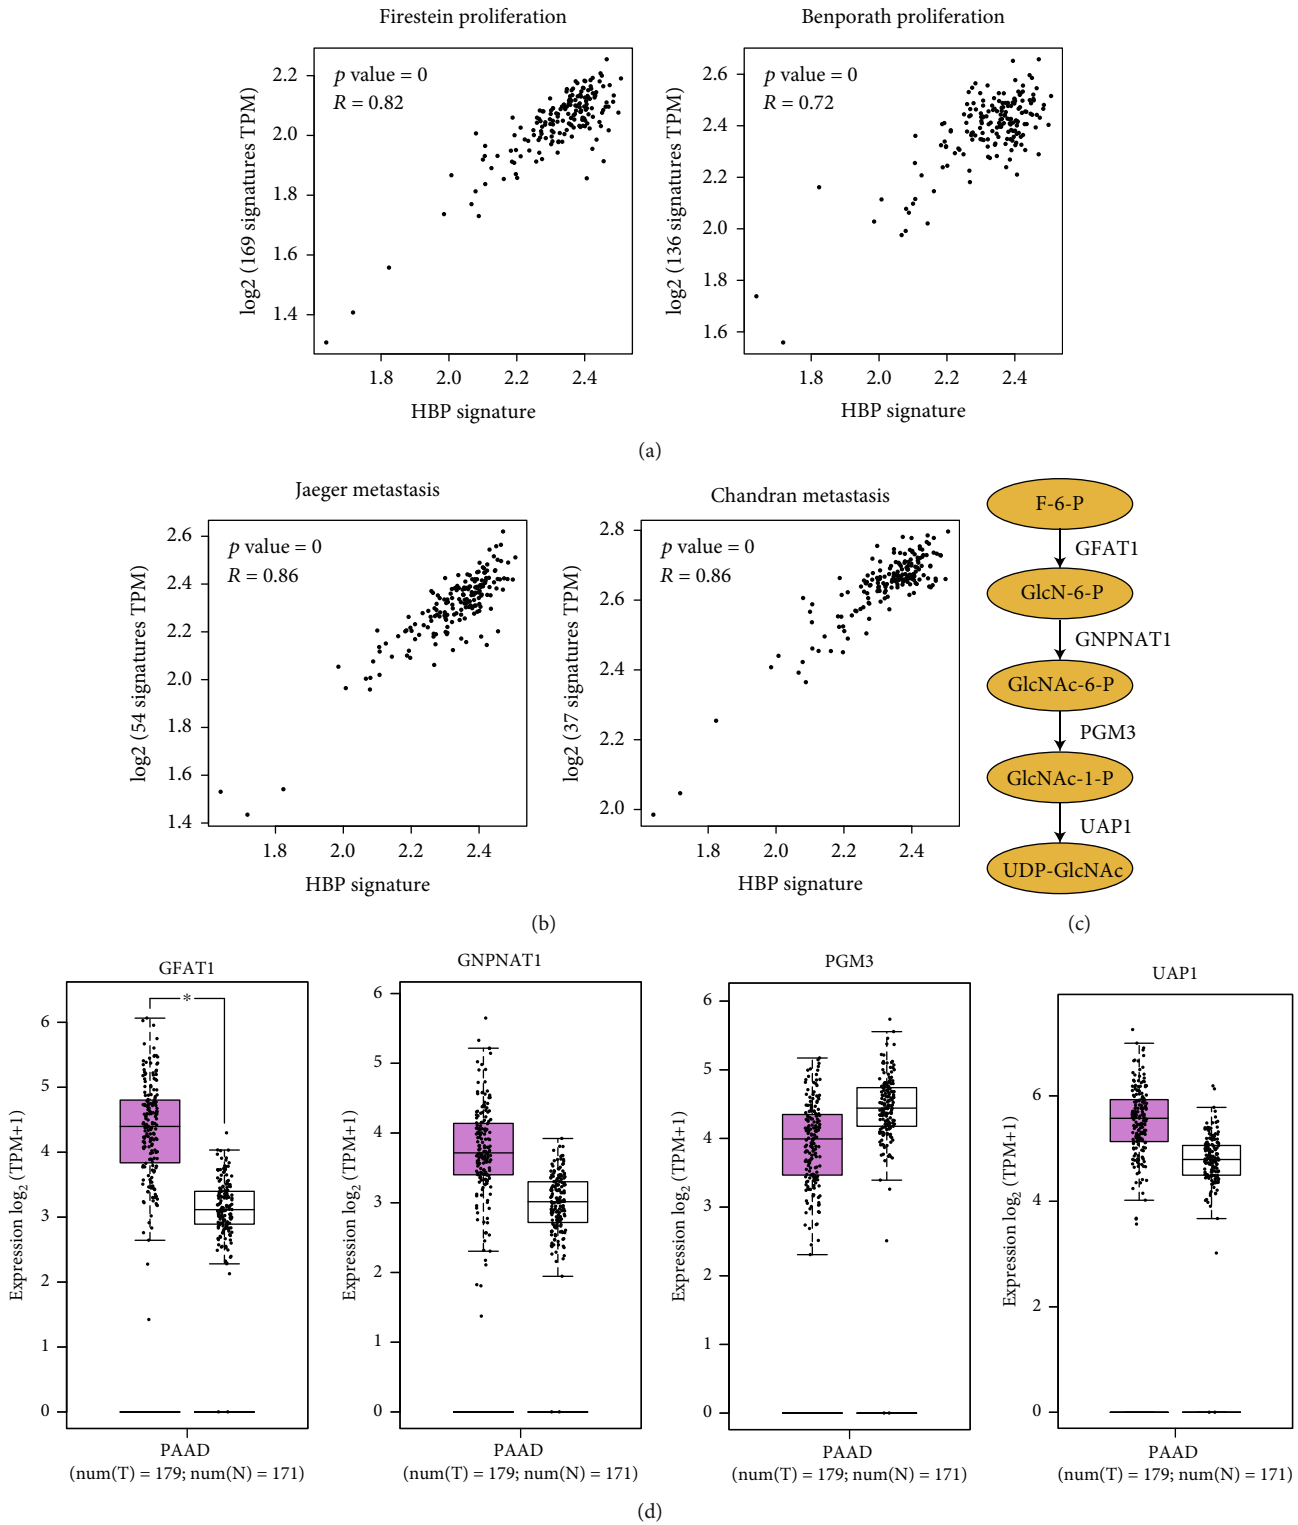 Firestein proliferation
p value = 0
R = 0.82
log2 (169 signatures TPM)
2.2
2.0
1.8
1.6
1.4
1.8 2.0 2.2 2.4
HBP signature
Benporath proliferation
p value = 0
R = 0.72
log2 (136 signatures TPM)
2.6
2.4
2.2
2.0
1.8
1.6
1.8 2.0 2.2 2.4
HBP signature
(a)
Jaeger metastasis
p value = 0
R = 0.86
log2 (54 signatures TPM)
2.6
2.4
2.2
2.0
1.8
1.6
1.4
1.8 2.0 2.2 2.4
HBP signature
Chandran metastasis
p value = 0
R = 0.86
log2 (37 signatures TPM)
2.8
2.6
2.4
2.2
2.0
1.8 2.0 2.2 2.4
HBP signature
(b)
F-6-P
GFAT1
GlcN-6-P
GNPNAT1
GlcNAc-6-P
PGM3
GlcNAc-1-P
UAP1
UDP-GlcNAc
(c)
GFAT1
*
Expression log2 (TPM+1)
6
5
4
3
2
1
0
PAAD
(num(T) = 179; num(N) = 171)
GNPNAT1
Expression log2 (TPM+1)
6
5
4
3
2
1
0
PAAD
(num(T) = 179; num(N) = 171)
PGM3
Expression log2 (TPM+1)
6
5
4
3
2
1
0
PAAD
(num(T) = 179; num(N) = 171)
UAP1
Expression log2 (TPM+1)
6
4
2
0
PAAD
(num(T) = 179; num(N) = 171)
(d)